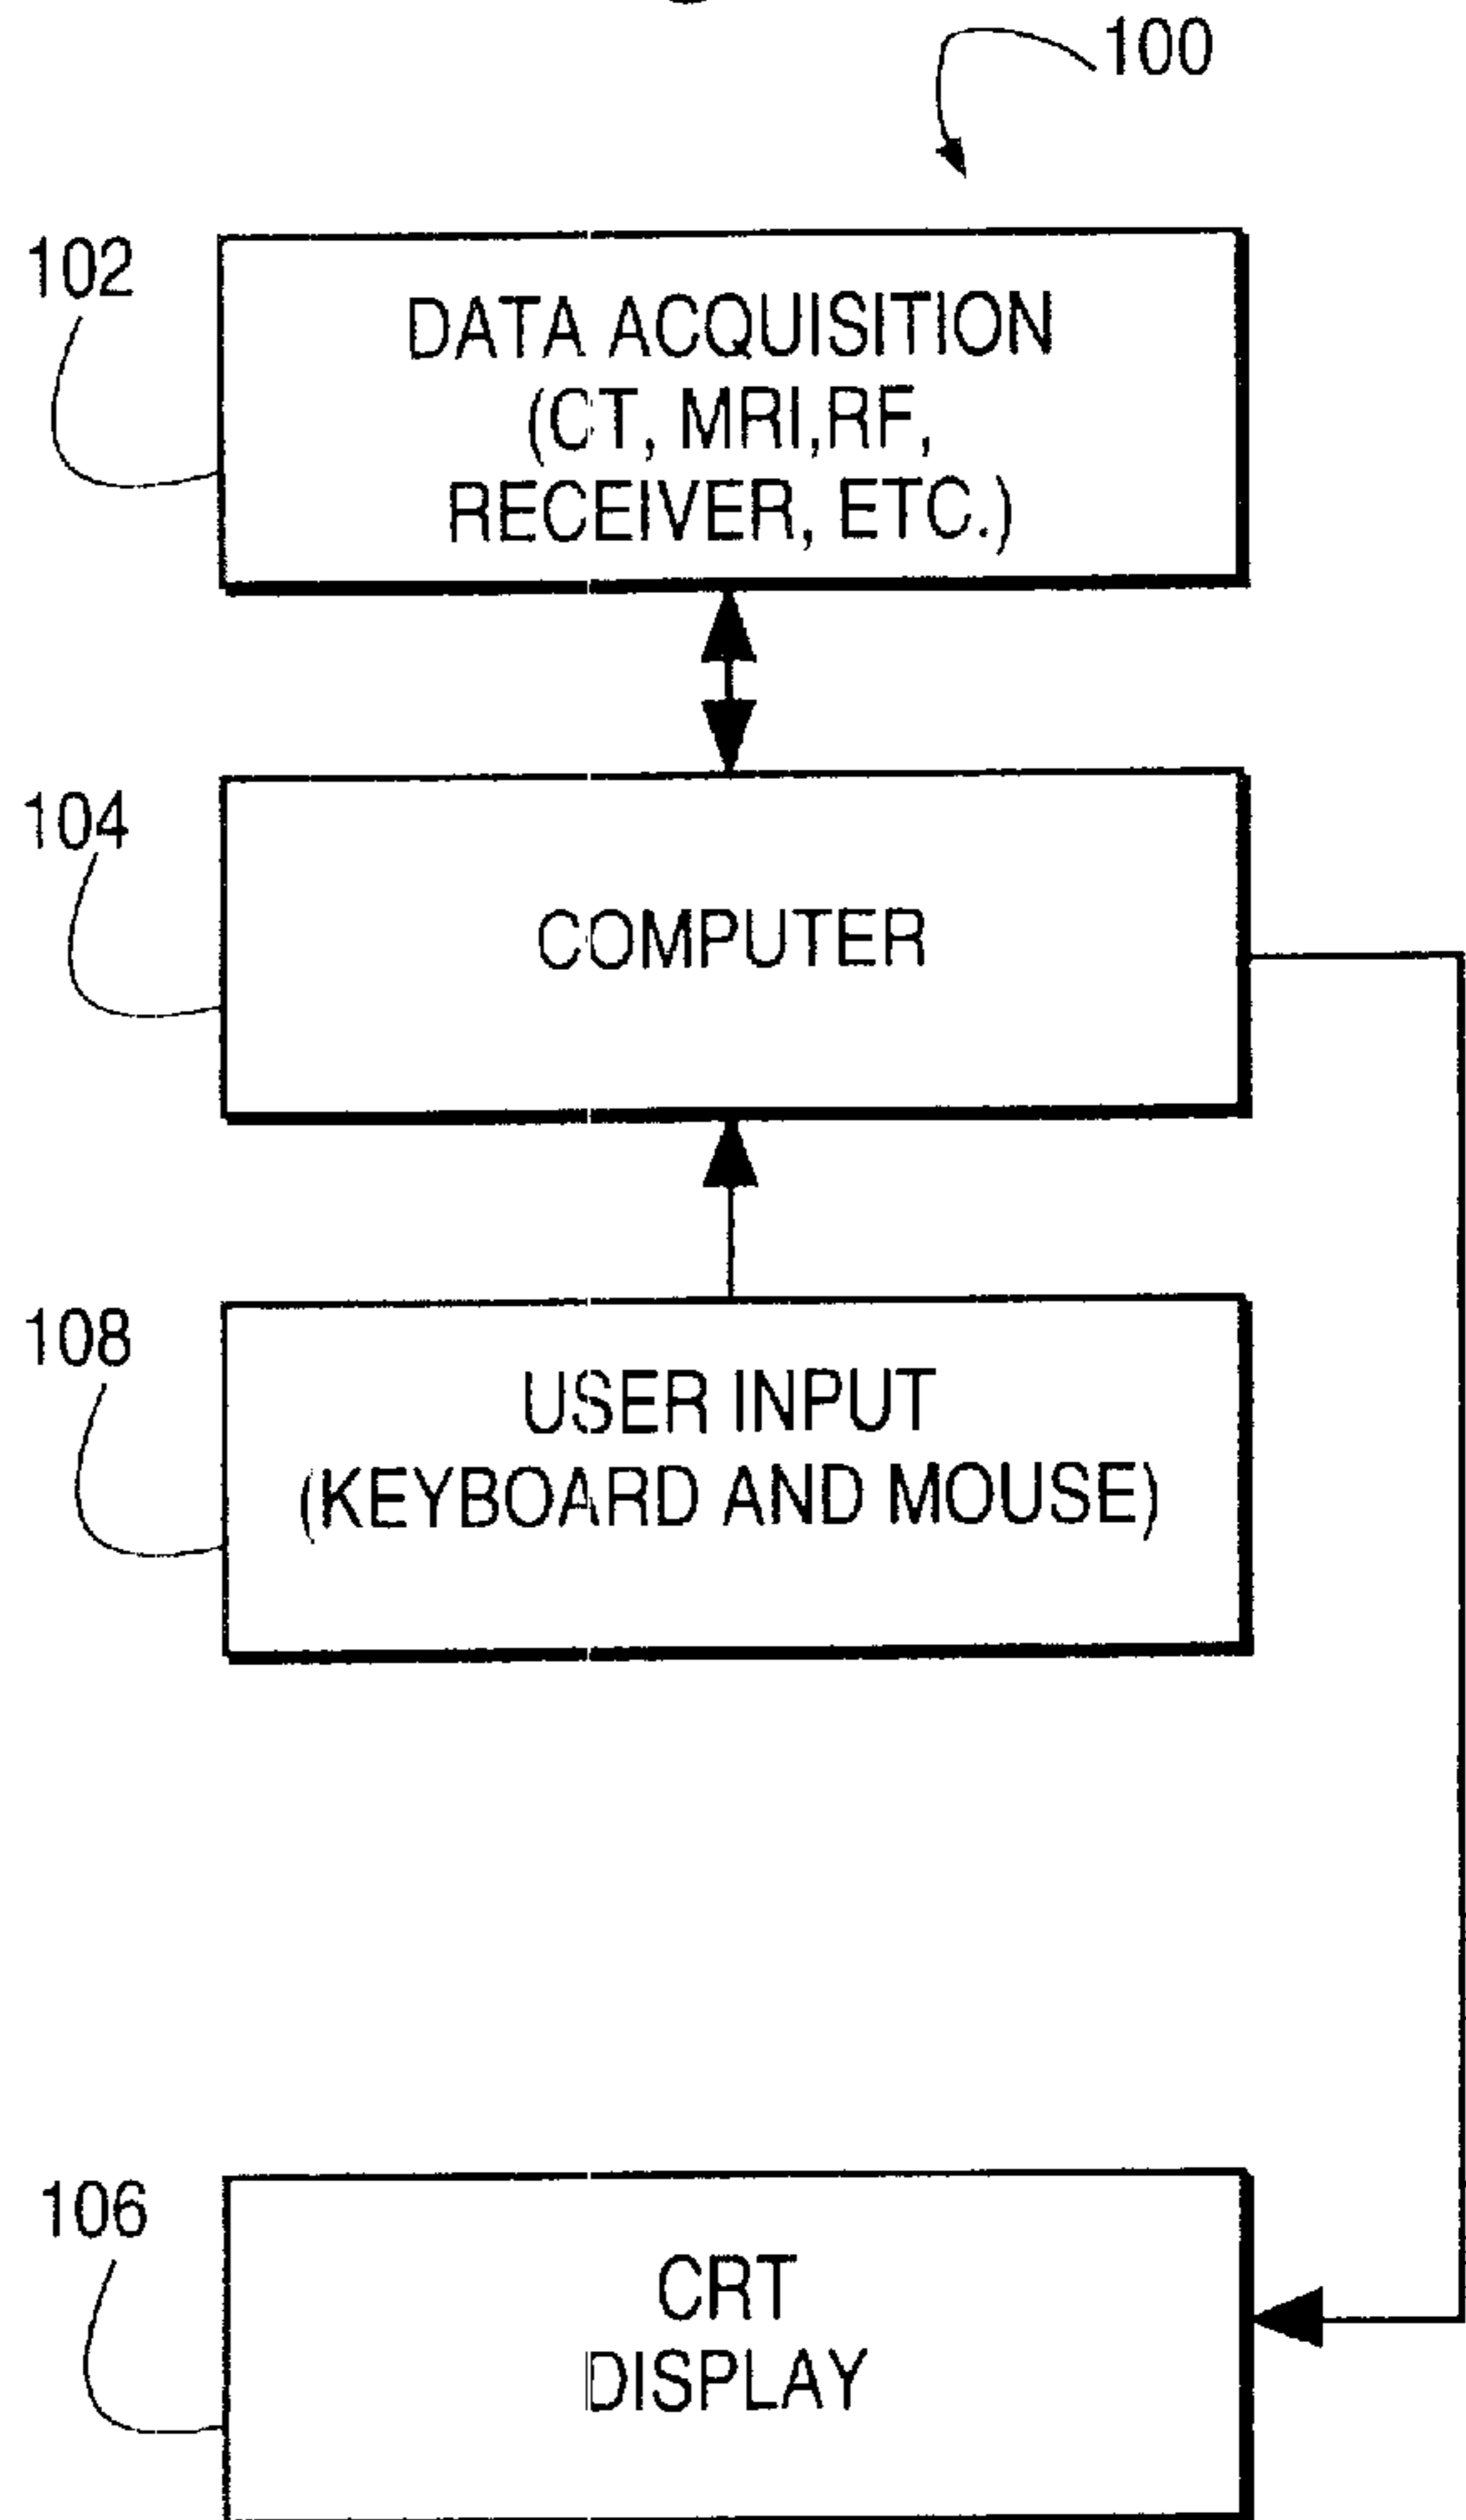 100
102
DATA ACQUISITION
(CT, MRI,RF,
RECEIVER, ETC.)
104
COMPUTER
108
USER INPUT
(KEYBOARD AND MOUSE)
106
CRT
DISPLAY